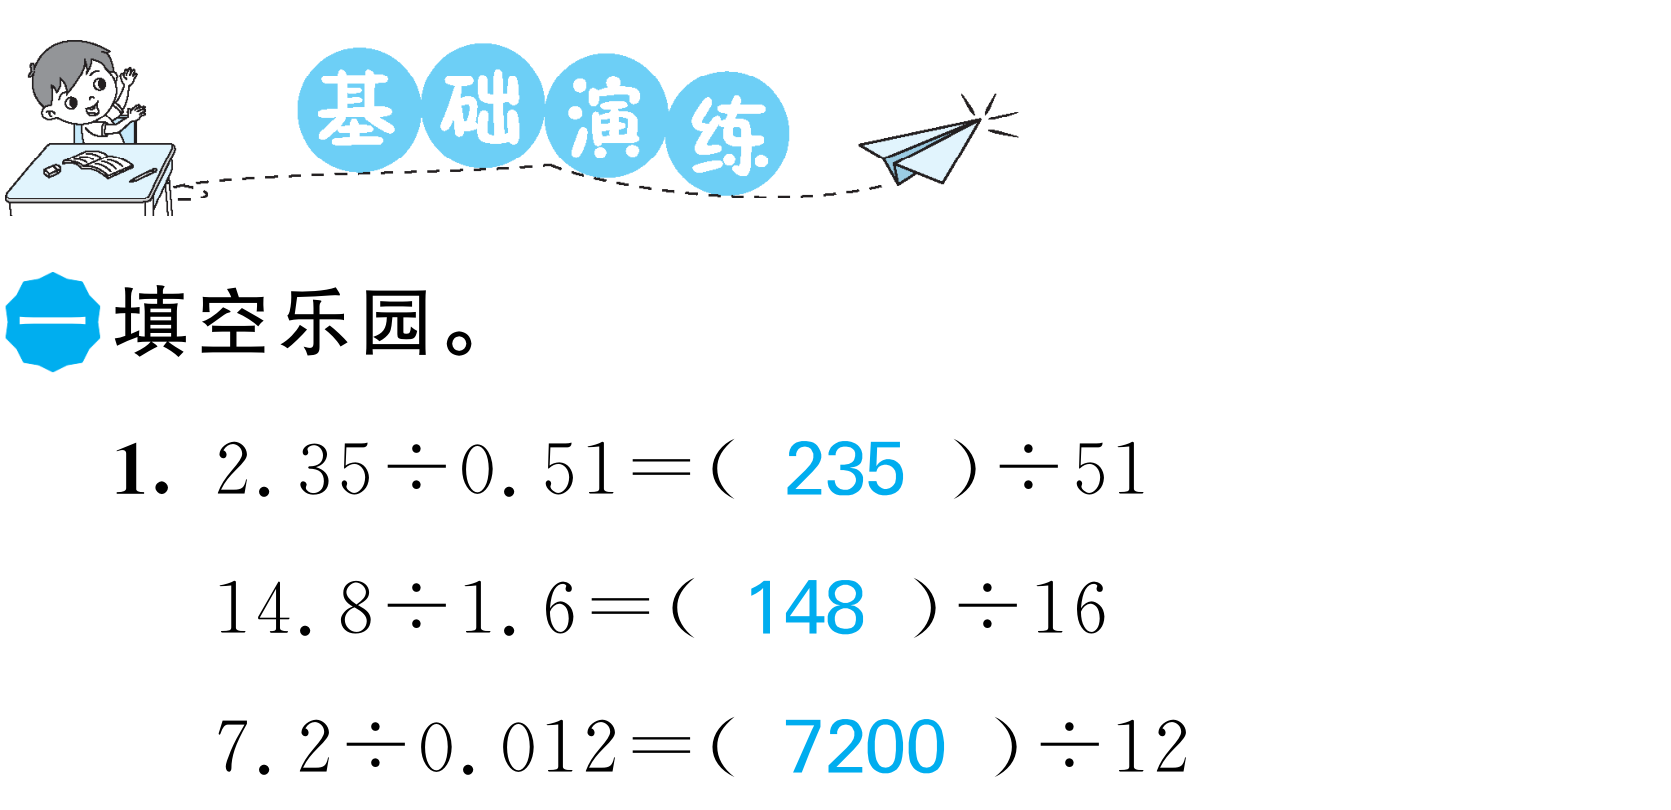 基础演练
一 填空乐园。
1. 2.35÷0.51=( 235 )÷51
14.8÷1.6=( 148 )÷16
7.2÷0.012=( 7200 )÷12